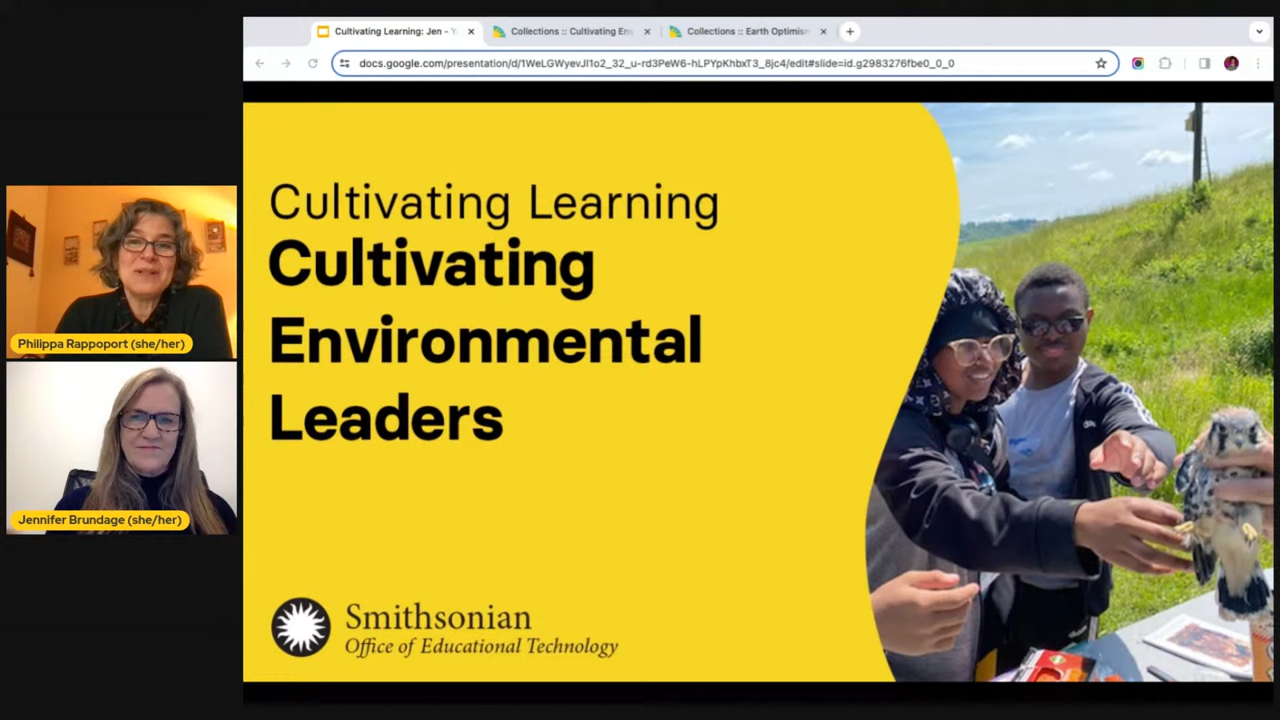 Cultivating Learning: Jen - Y
Collections :: Cultivating En
Collections :: Earth Optimism
docs.google.com/presentation/d/1WeLGWyevJl1o2_32_u-rd3PeW6-hLPYpKhbxT3_8jc4/edit#slide=id.g2983276fbe0_0_0
Cultivating Learning
Cultivating
Environmental
Leaders
Smithsonian
Office of Educational Technology
Philippa Rappoport (she/her)
Jennifer Brundage (she/her)